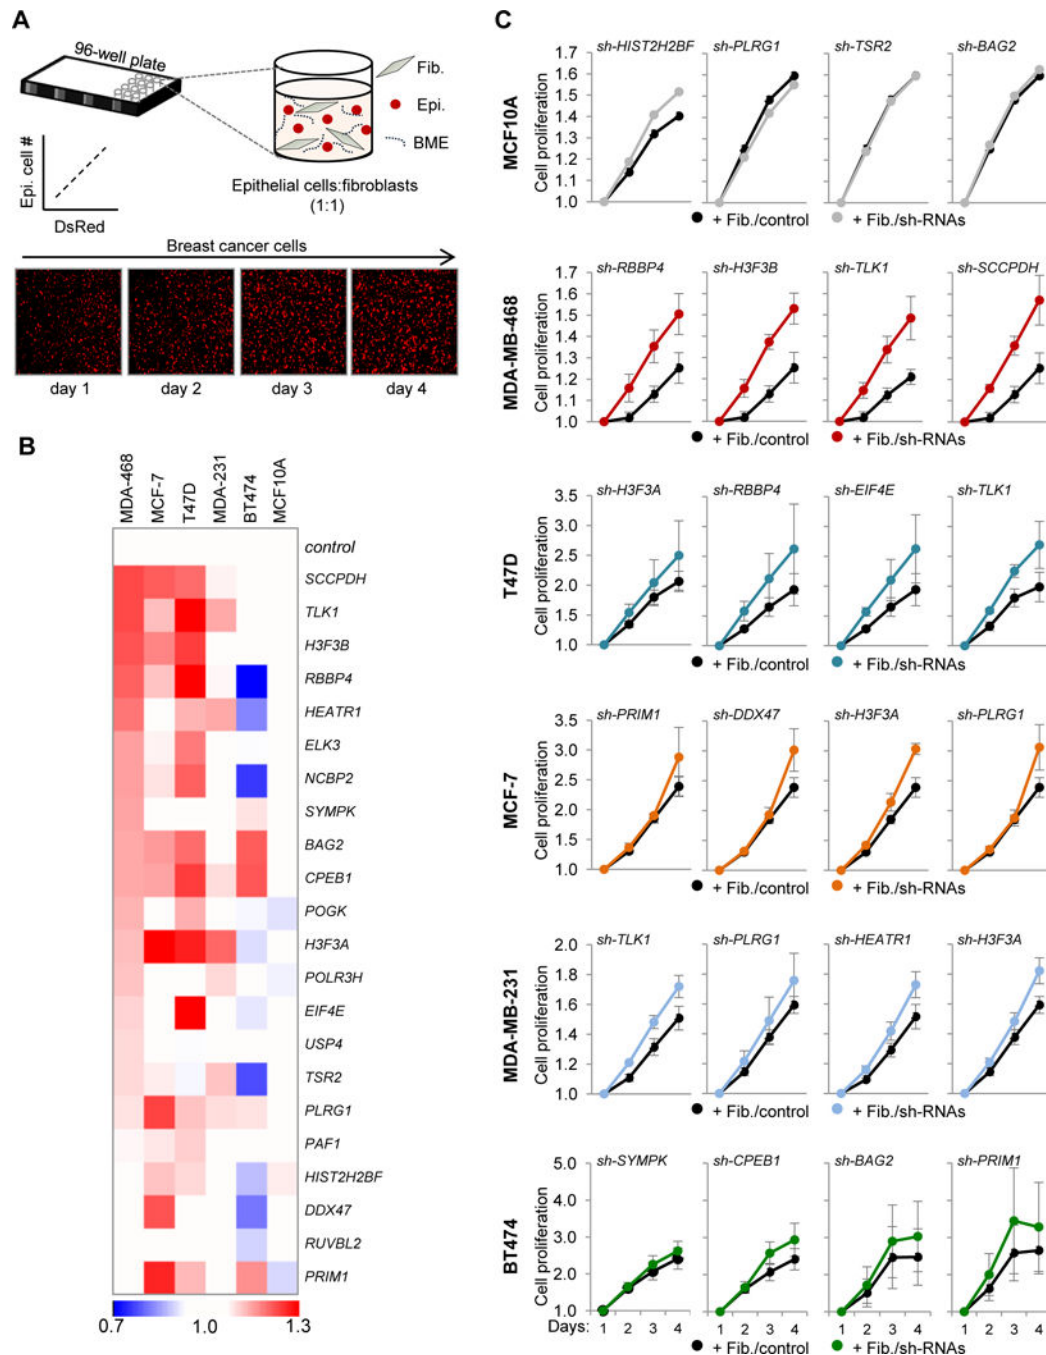 A
96-well plate
Fib.
Epi.
BME
Epi. cell #
DsRed
Epithelial cells:fibroblasts
(1:1)
Breast cancer cells
day 1 day 2 day 3 day 4
B
MDA-468 MCF-7 T47D MDA-231 BT474 MCF10A
control
SCCPDH
TLK1
H3F3B
RBBP4
HEATR1
ELK3
NCBP2
SYMPK
BAG2
CPEB1
POGK
H3F3A
POLR3H
EIF4E
USP4
TSR2
PLRG1
PAF1
HIST2H2BF
DDX47
RUVBL2
PRIM1
0.7 1.0 1.3
C
MCF10A
Cell proliferation
sh-HIST2H2BF sh-PLRG1 sh-TSR2 sh-BAG2
1.7
1.6
1.5
1.4
1.3
1.2
1.1
1.0
+ Fib./control + Fib./sh-RNAs
MDA-MB-468
Cell proliferation
sh-RBBP4 sh-H3F3B sh-TLK1 sh-SCCPDH
1.7
1.6
1.5
1.4
1.3
1.2
1.1
1.0
+ Fib./control + Fib./sh-RNAs
T47D
Cell proliferation
sh-H3F3A sh-RBBP4 sh-EIF4E sh-TLK1
3.5
3.0
2.5
2.0
1.5
1.0
+ Fib./control + Fib./sh-RNAs
MCF-7
Cell proliferation
sh-PRIM1 sh-DDX47 sh-H3F3A sh-PLRG1
3.5
3.0
2.5
2.0
1.5
1.0
+ Fib./control + Fib./sh-RNAs
MDA-MB-231
Cell proliferation
sh-TLK1 sh-PLRG1 sh-HEATR1 sh-H3F3A
2.0
1.8
1.6
1.4
1.2
1.0
+ Fib./control + Fib./sh-RNAs
BT474
Cell proliferation
sh-SYMPK sh-CPEB1 sh-BAG2 sh-PRIM1
5.0
4.0
3.0
2.0
1.0
Days: 1 2 3 4 1 2 3 4 1 2 3 4 1 2 3 4
+ Fib./control + Fib./sh-RNAs